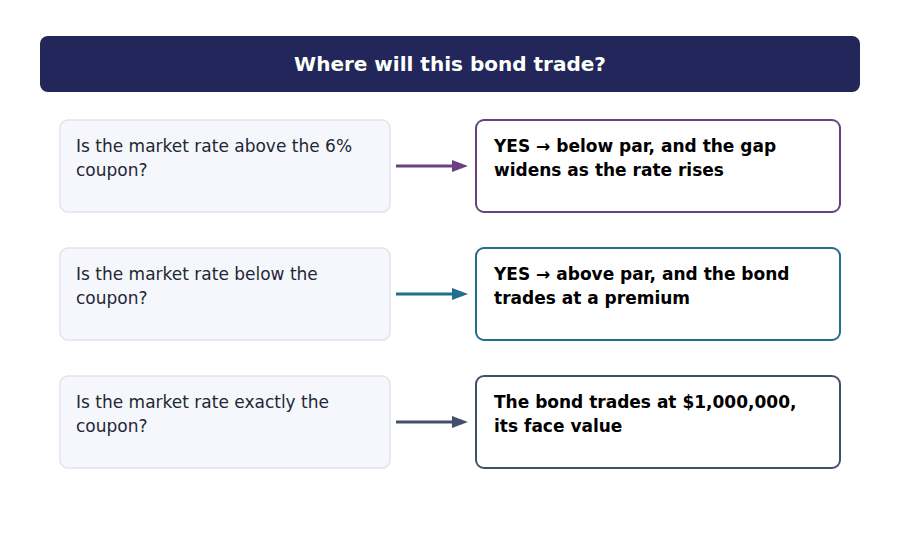 Where will this bond trade?
Is the market rate above the 6%
coupon?
YES → below par, and the gap
widens as the rate rises
Is the market rate below the
coupon?
YES → above par, and the bond
trades at a premium
Is the market rate exactly the
coupon?
The bond trades at $1,000,000,
its face value